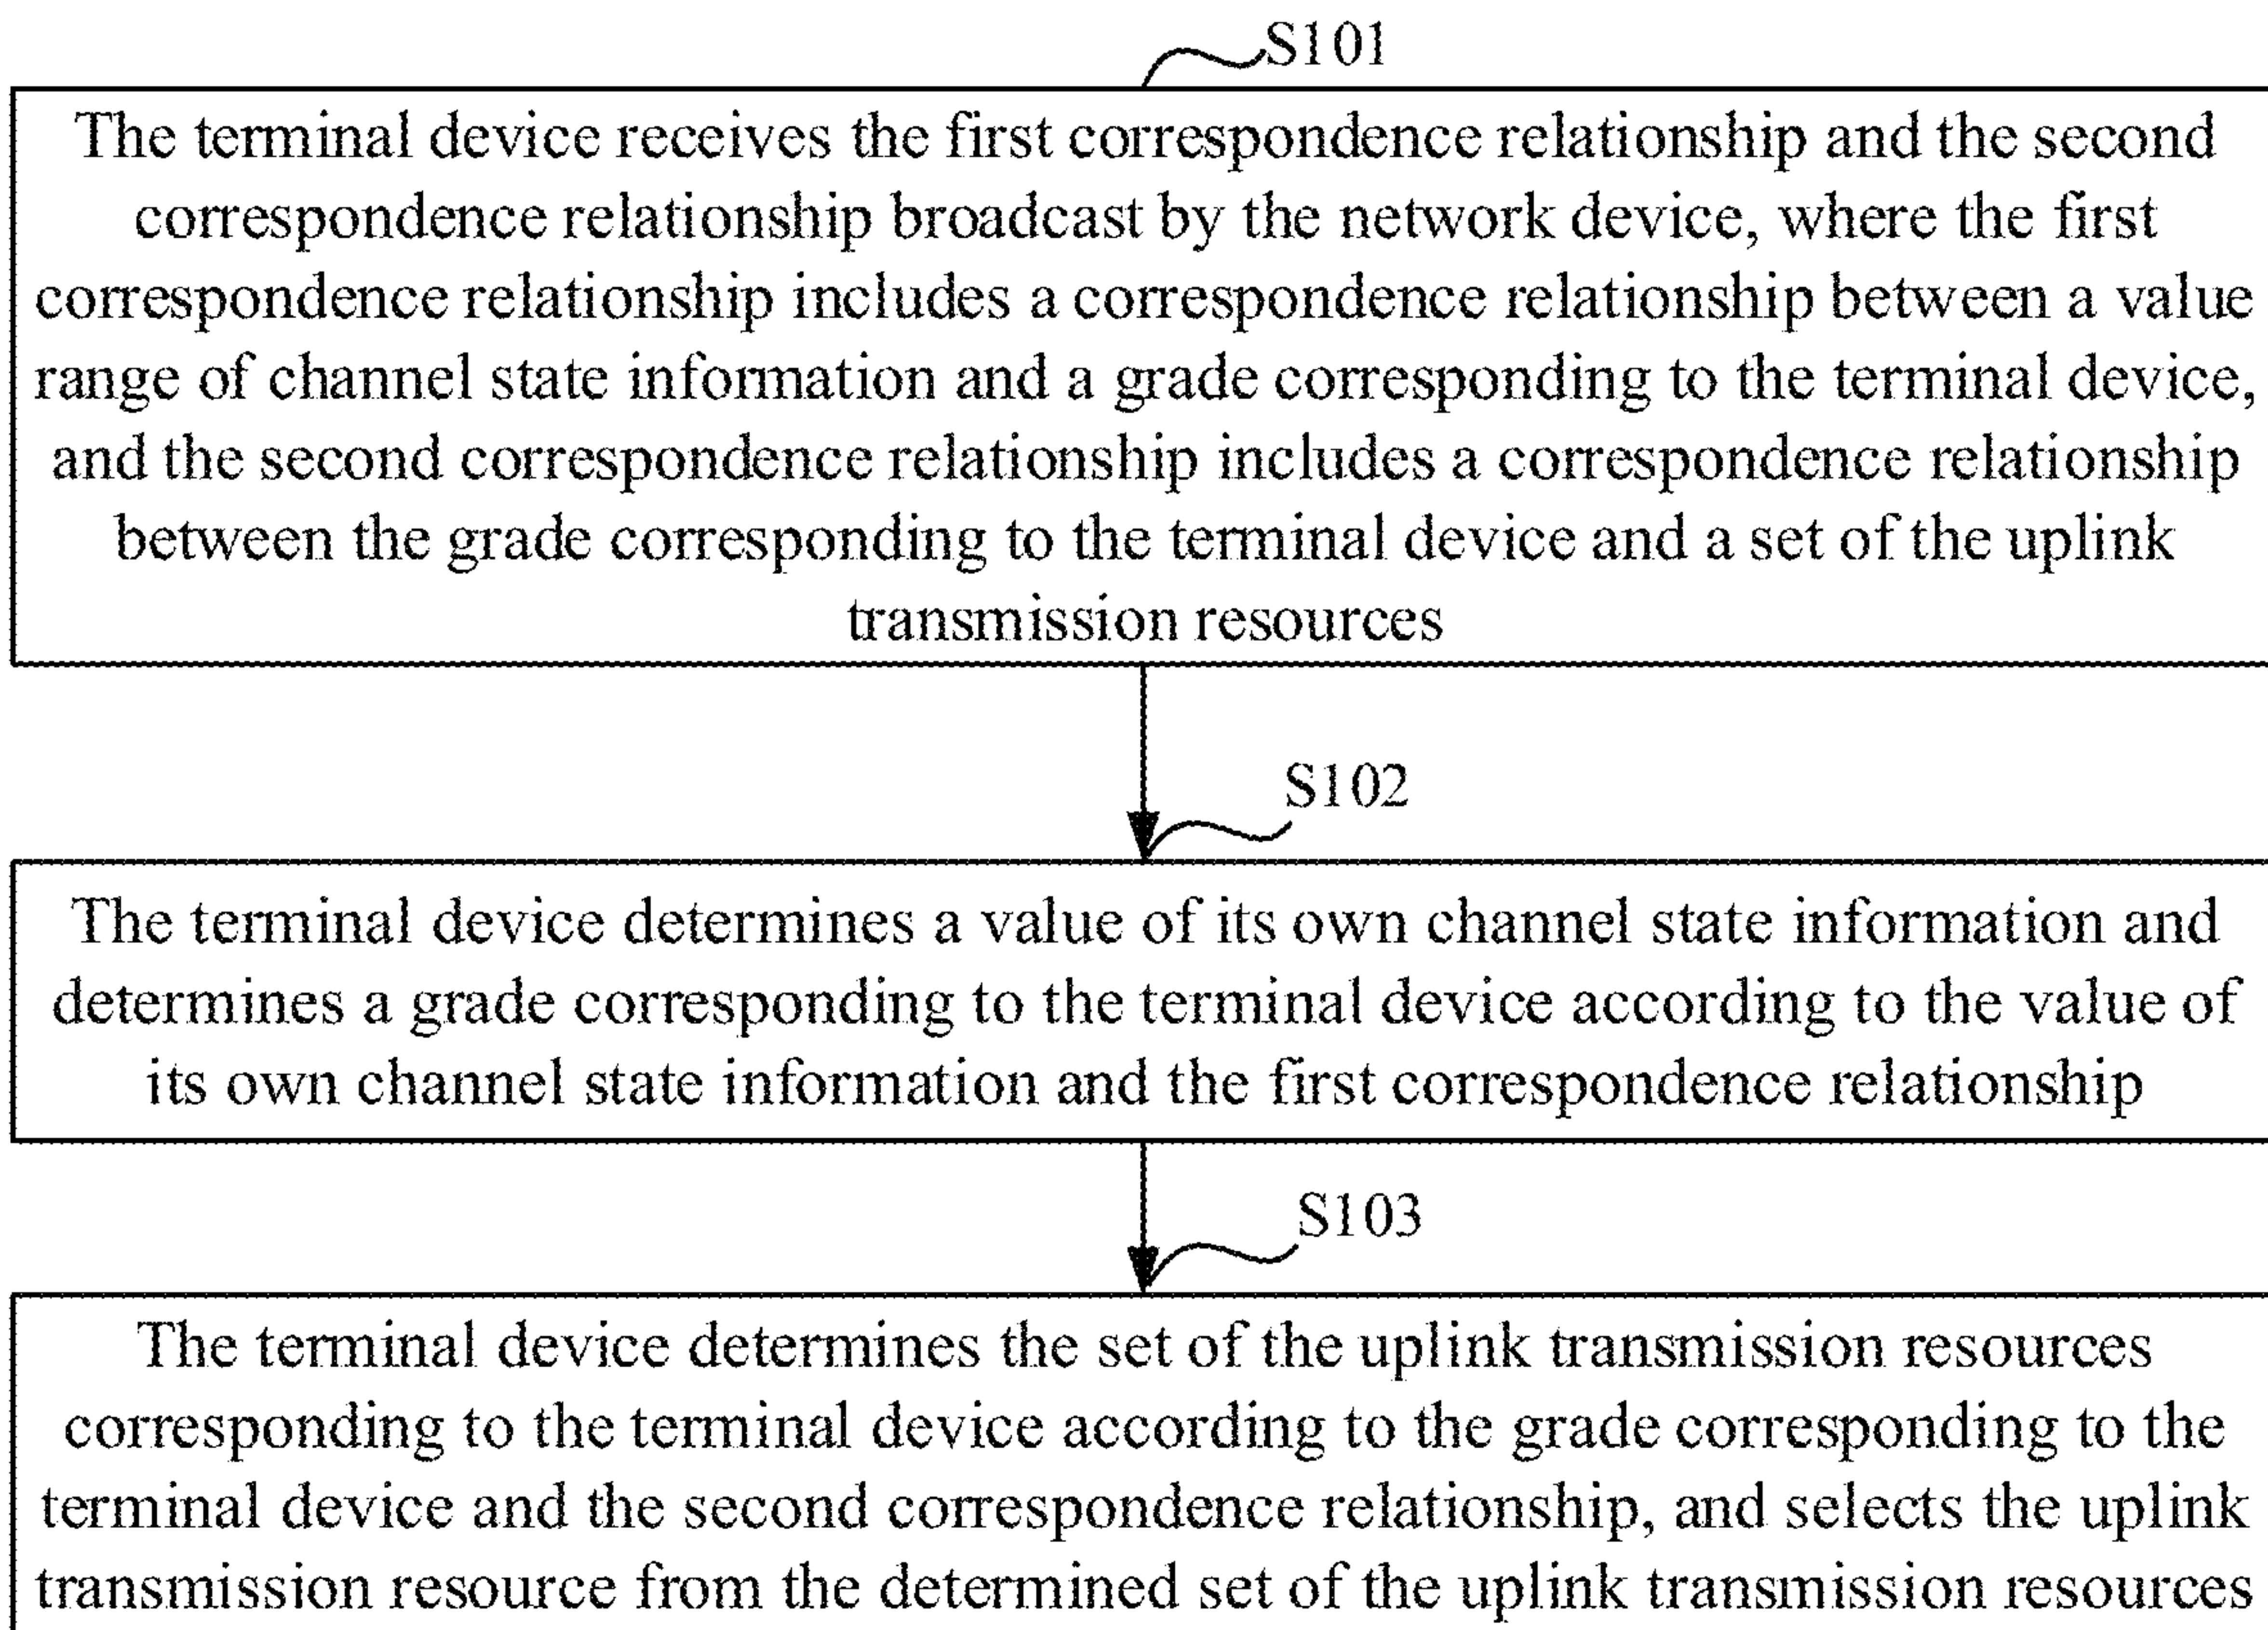 S101
The terminal device receives the first correspondence relationship and the second
correspondence relationship broadcast by the network device, where the first
correspondence relationship includes a correspondence relationship between a value
range of channel state information and a grade corresponding to the terminal device,
and the second correspondence relationship includes a correspondence relationship
between the grade corresponding to the terminal device and a set of the uplink
transmission resources
S102
The terminal device determines a value of its own channel state information and
determines a grade corresponding to the terminal device according to the value of
its own channel state information and the first correspondence relationship
S103
The terminal device determines the set of the uplink transmission resources
corresponding to the terminal device according to the grade corresponding to the
terminal device and the second correspondence relationship, and selects the uplink
transmission resource from the determined set of the uplink transmission resources